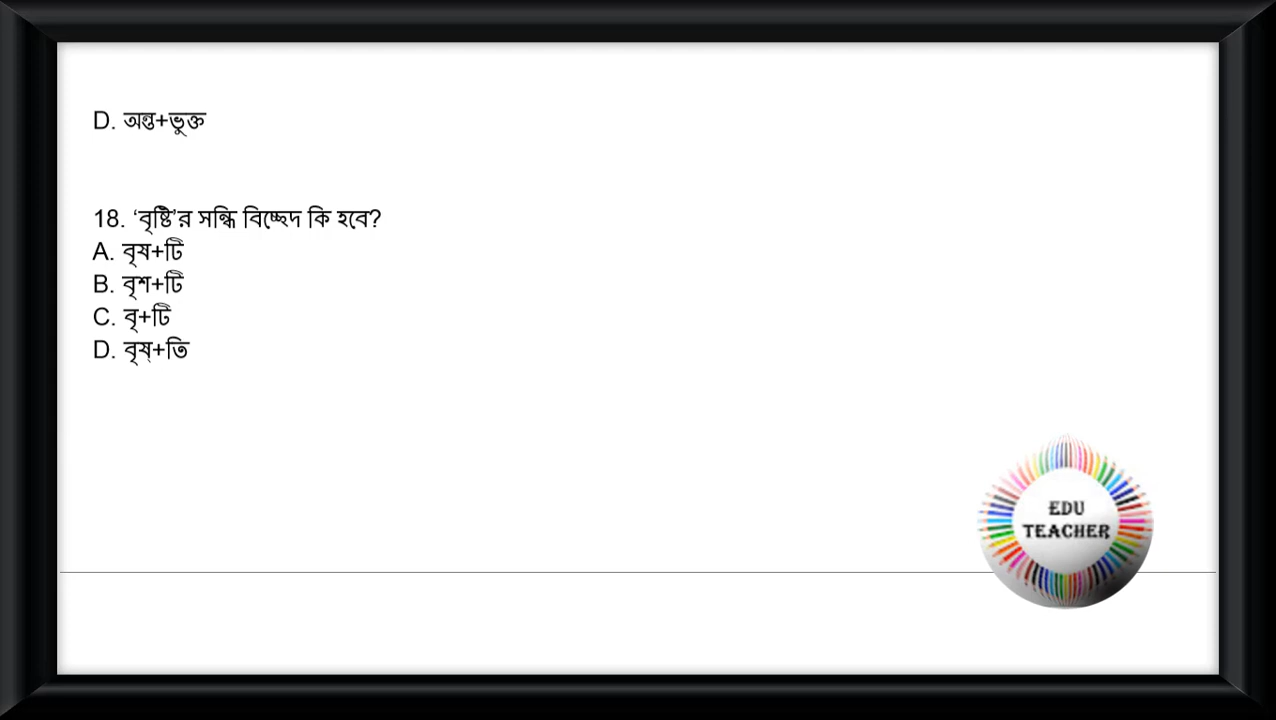 D. অন্ত+ভুক্ত
18. ‘বৃষ্টি’র সন্ধি বিচ্ছেদ কি হবে?
A. বৃষ+টি
B. বৃশ+টি
C. বৃ+টি
D. বৃষ্+তি
EDU
TEACHER